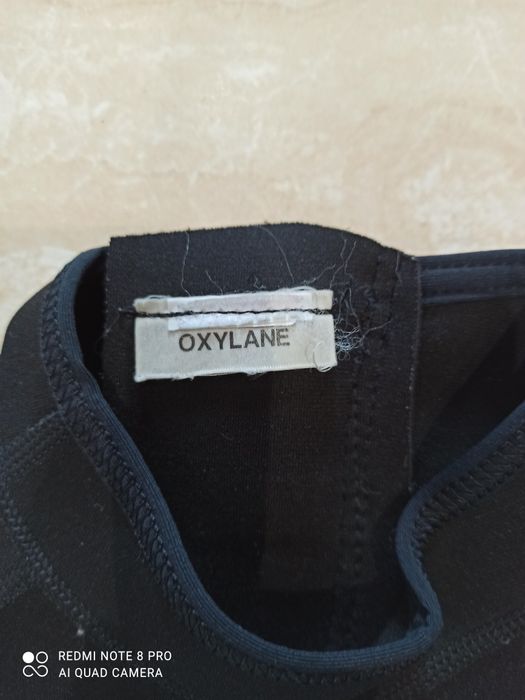 OXYLANE
REDMI NOTE 8 PRO
AI QUAD CAMERA